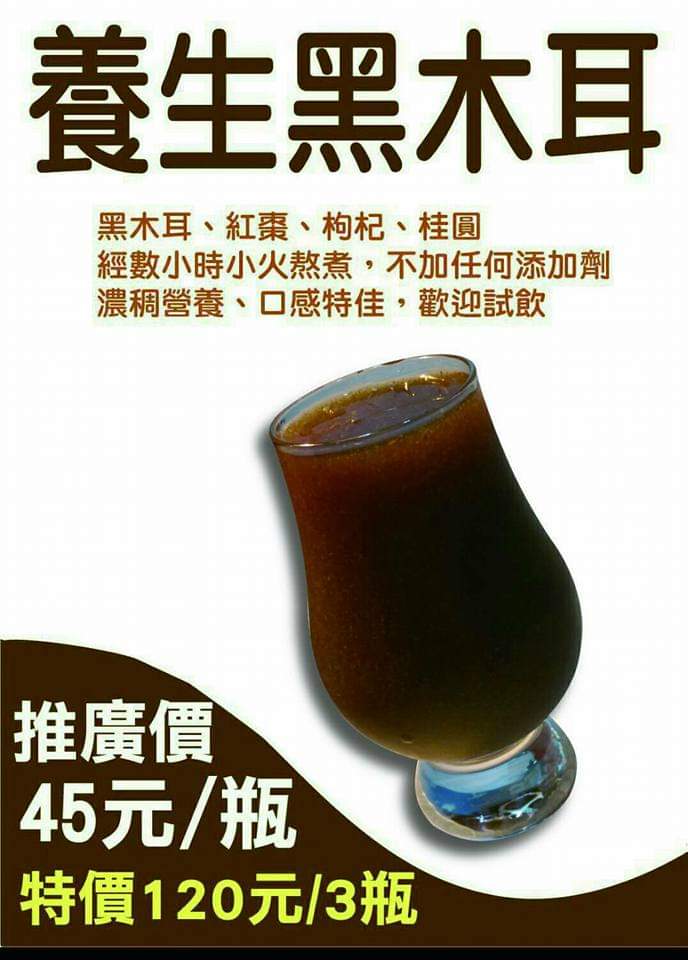 養生黑木耳
黑木耳、紅棗、枸杞、桂圓
經數小時小火熬煮，不加任何添加劑
濃稠營養、口感特佳，歡迎試飲
推廣價
45元/瓶
特價120元/3瓶